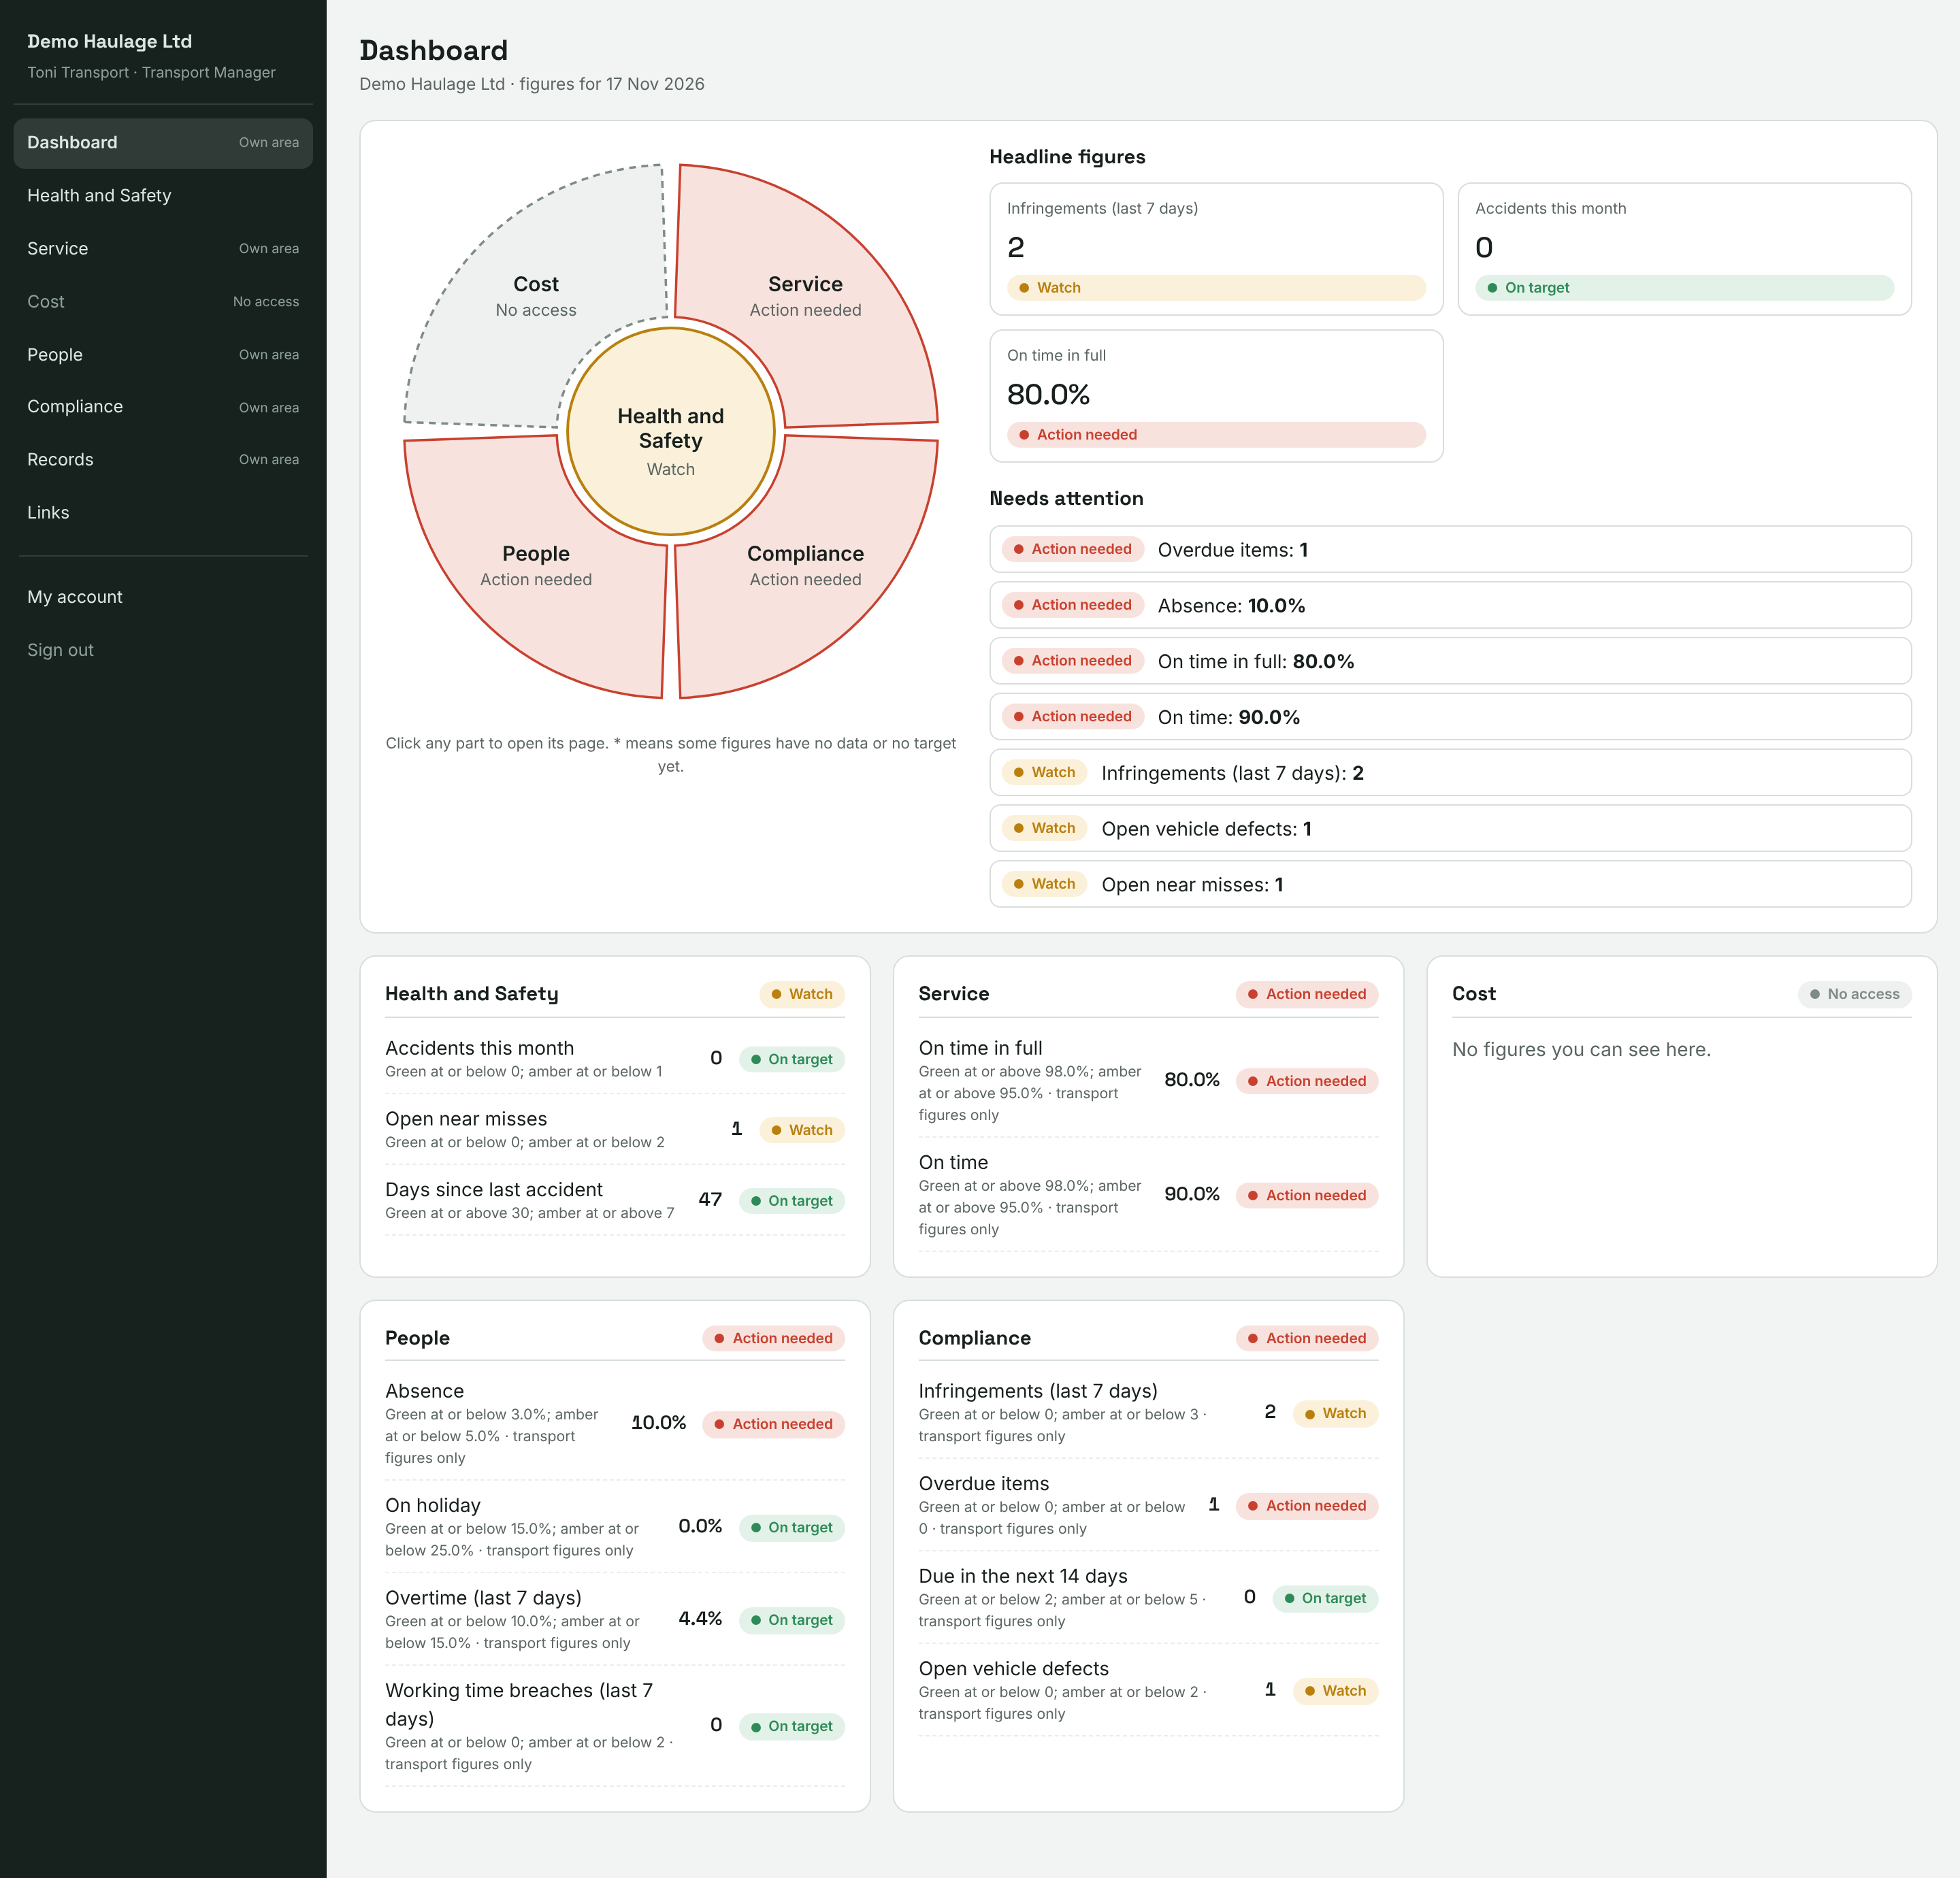 Demo Haulage Ltd
Toni Transport · Transport Manager
Dashboard Own area
Health and Safety
Service Own area
Cost No access
People Own area
Compliance Own area
Records Own area
Links
My account
Sign out
Dashboard
Demo Haulage Ltd · figures for 17 Nov 2026
Cost
No access
Service
Action needed
Health and
Safety
Watch
People
Action needed
Compliance
Action needed
Click any part to open its page. * means some figures have no data or no target
yet.
Headline figures
Infringements (last 7 days)
2
Watch
Accidents this month
0
On target
On time in full
80.0%
Action needed
Needs attention
Action needed Overdue items: 1
Action needed Absence: 10.0%
Action needed On time in full: 80.0%
Action needed On time: 90.0%
Watch Infringements (last 7 days): 2
Watch Open vehicle defects: 1
Watch Open near misses: 1
Health and Safety Watch
Accidents this month
Green at or below 0; amber at or below 1
0 On target
Open near misses
Green at or below 0; amber at or below 2
1 Watch
Days since last accident
Green at or above 30; amber at or above 7
47 On target
Service Action needed
On time in full
Green at or above 98.0%; amber
at or above 95.0% · transport
figures only
80.0% Action needed
On time
Green at or above 98.0%; amber
at or above 95.0% · transport
figures only
90.0% Action needed
Cost No access
No figures you can see here.
People Action needed
Absence
Green at or below 3.0%; amber
at or below 5.0% · transport
figures only
10.0% Action needed
On holiday
Green at or below 15.0%; amber at or
below 25.0% · transport figures only
0.0% On target
Overtime (last 7 days)
Green at or below 10.0%; amber at or
below 15.0% · transport figures only
4.4% On target
Working time breaches (last 7
days)
Green at or below 0; amber at or below 2 ·
transport figures only
0 On target
Compliance Action needed
Infringements (last 7 days)
Green at or below 0; amber at or below 3 ·
transport figures only
2 Watch
Overdue items
Green at or below 0; amber at or below
0 · transport figures only
1 Action needed
Due in the next 14 days
Green at or below 2; amber at or below 5 ·
transport figures only
0 On target
Open vehicle defects
Green at or below 0; amber at or below 2 ·
transport figures only
1 Watch